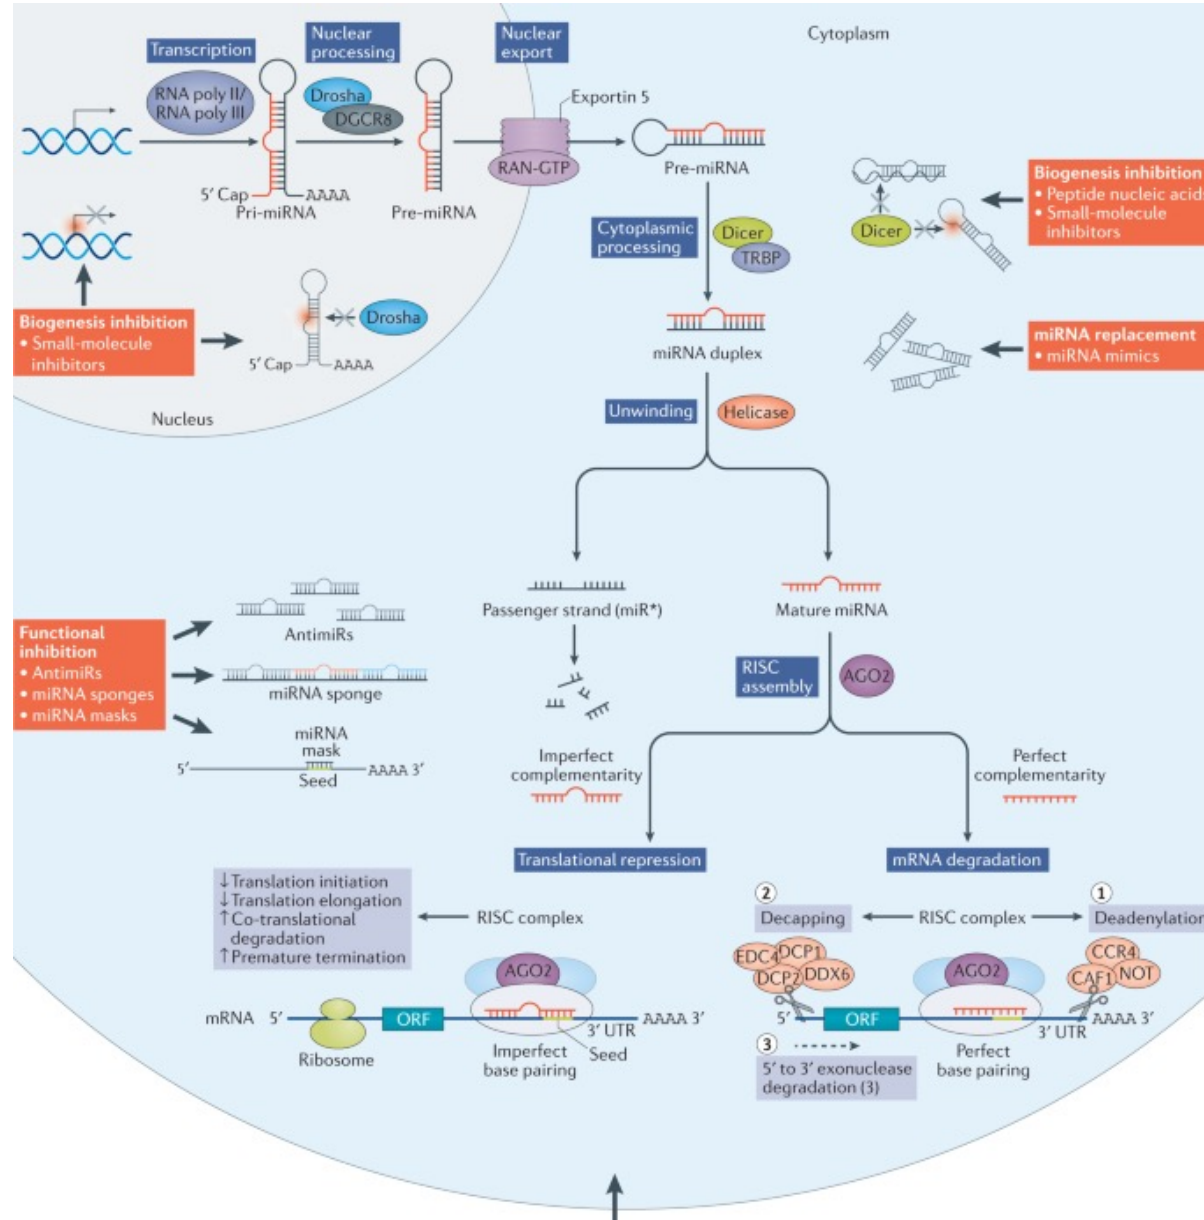 Cytoplasm
Transcription
Nuclear
processing
Nuclear
export
RNA poly II/
RNA poly III
Drosha
DGCR8
Exportin 5
RAN-GTP
5′ Cap
AAAA
Pri-miRNA
Pre-miRNA
Pre-miRNA
Biogenesis inhibition
• Peptide nucleic acids
• Small-molecule
inhibitors
Dicer
Cytoplasmic
processing
Dicer
TRBP
Biogenesis inhibition
• Small-molecule
inhibitors
Drosha
5′ Cap
AAAA
Nucleus
miRNA duplex
miRNA replacement
• miRNA mimics
Unwinding
Helicase
Passenger strand (miR*)
Mature miRNA
Functional
inhibition
• AntimiRs
• miRNA sponges
• miRNA masks
AntimiRs
miRNA sponge
miRNA
mask
5′
AAAA 3′
Seed
RISC
assembly
AGO2
Imperfect
complementarity
Perfect
complementarity
Translational repression
mRNA degradation
↓Translation initiation
↓Translation elongation
↑Co-translational
degradation
↑Premature termination
RISC complex
AGO2
mRNA 5′
ORF
AAAA 3′
3′ UTR
Ribosome
Imperfect
base pairing
Seed
2
Decapping
RISC complex
1
Deadenylation
EDC4
DCP1
DCP2
DDX6
AGO2
CCR4
CAF1
NOT
5′
ORF
AAAA 3′
3′ UTR
3
5′ to 3′ exonuclease
degradation (3)
Perfect
base pairing